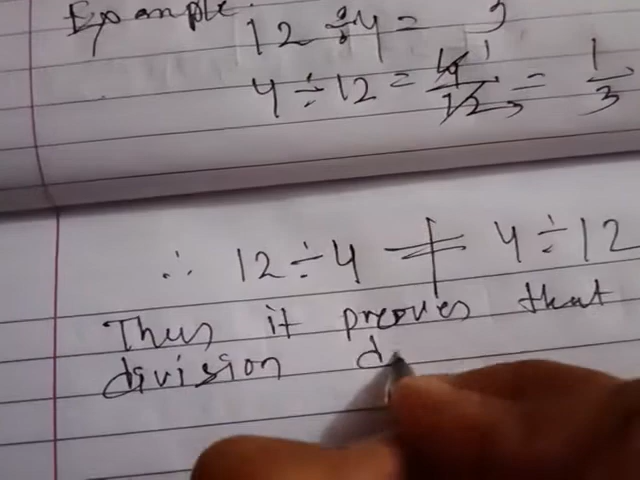 Example.
12 ÷ 4 = 3
4 ÷ 12 = 4/12 = 1/3
∴ 12 ÷ 4 ≠ 4 ÷ 12
Thus it proves that
division d